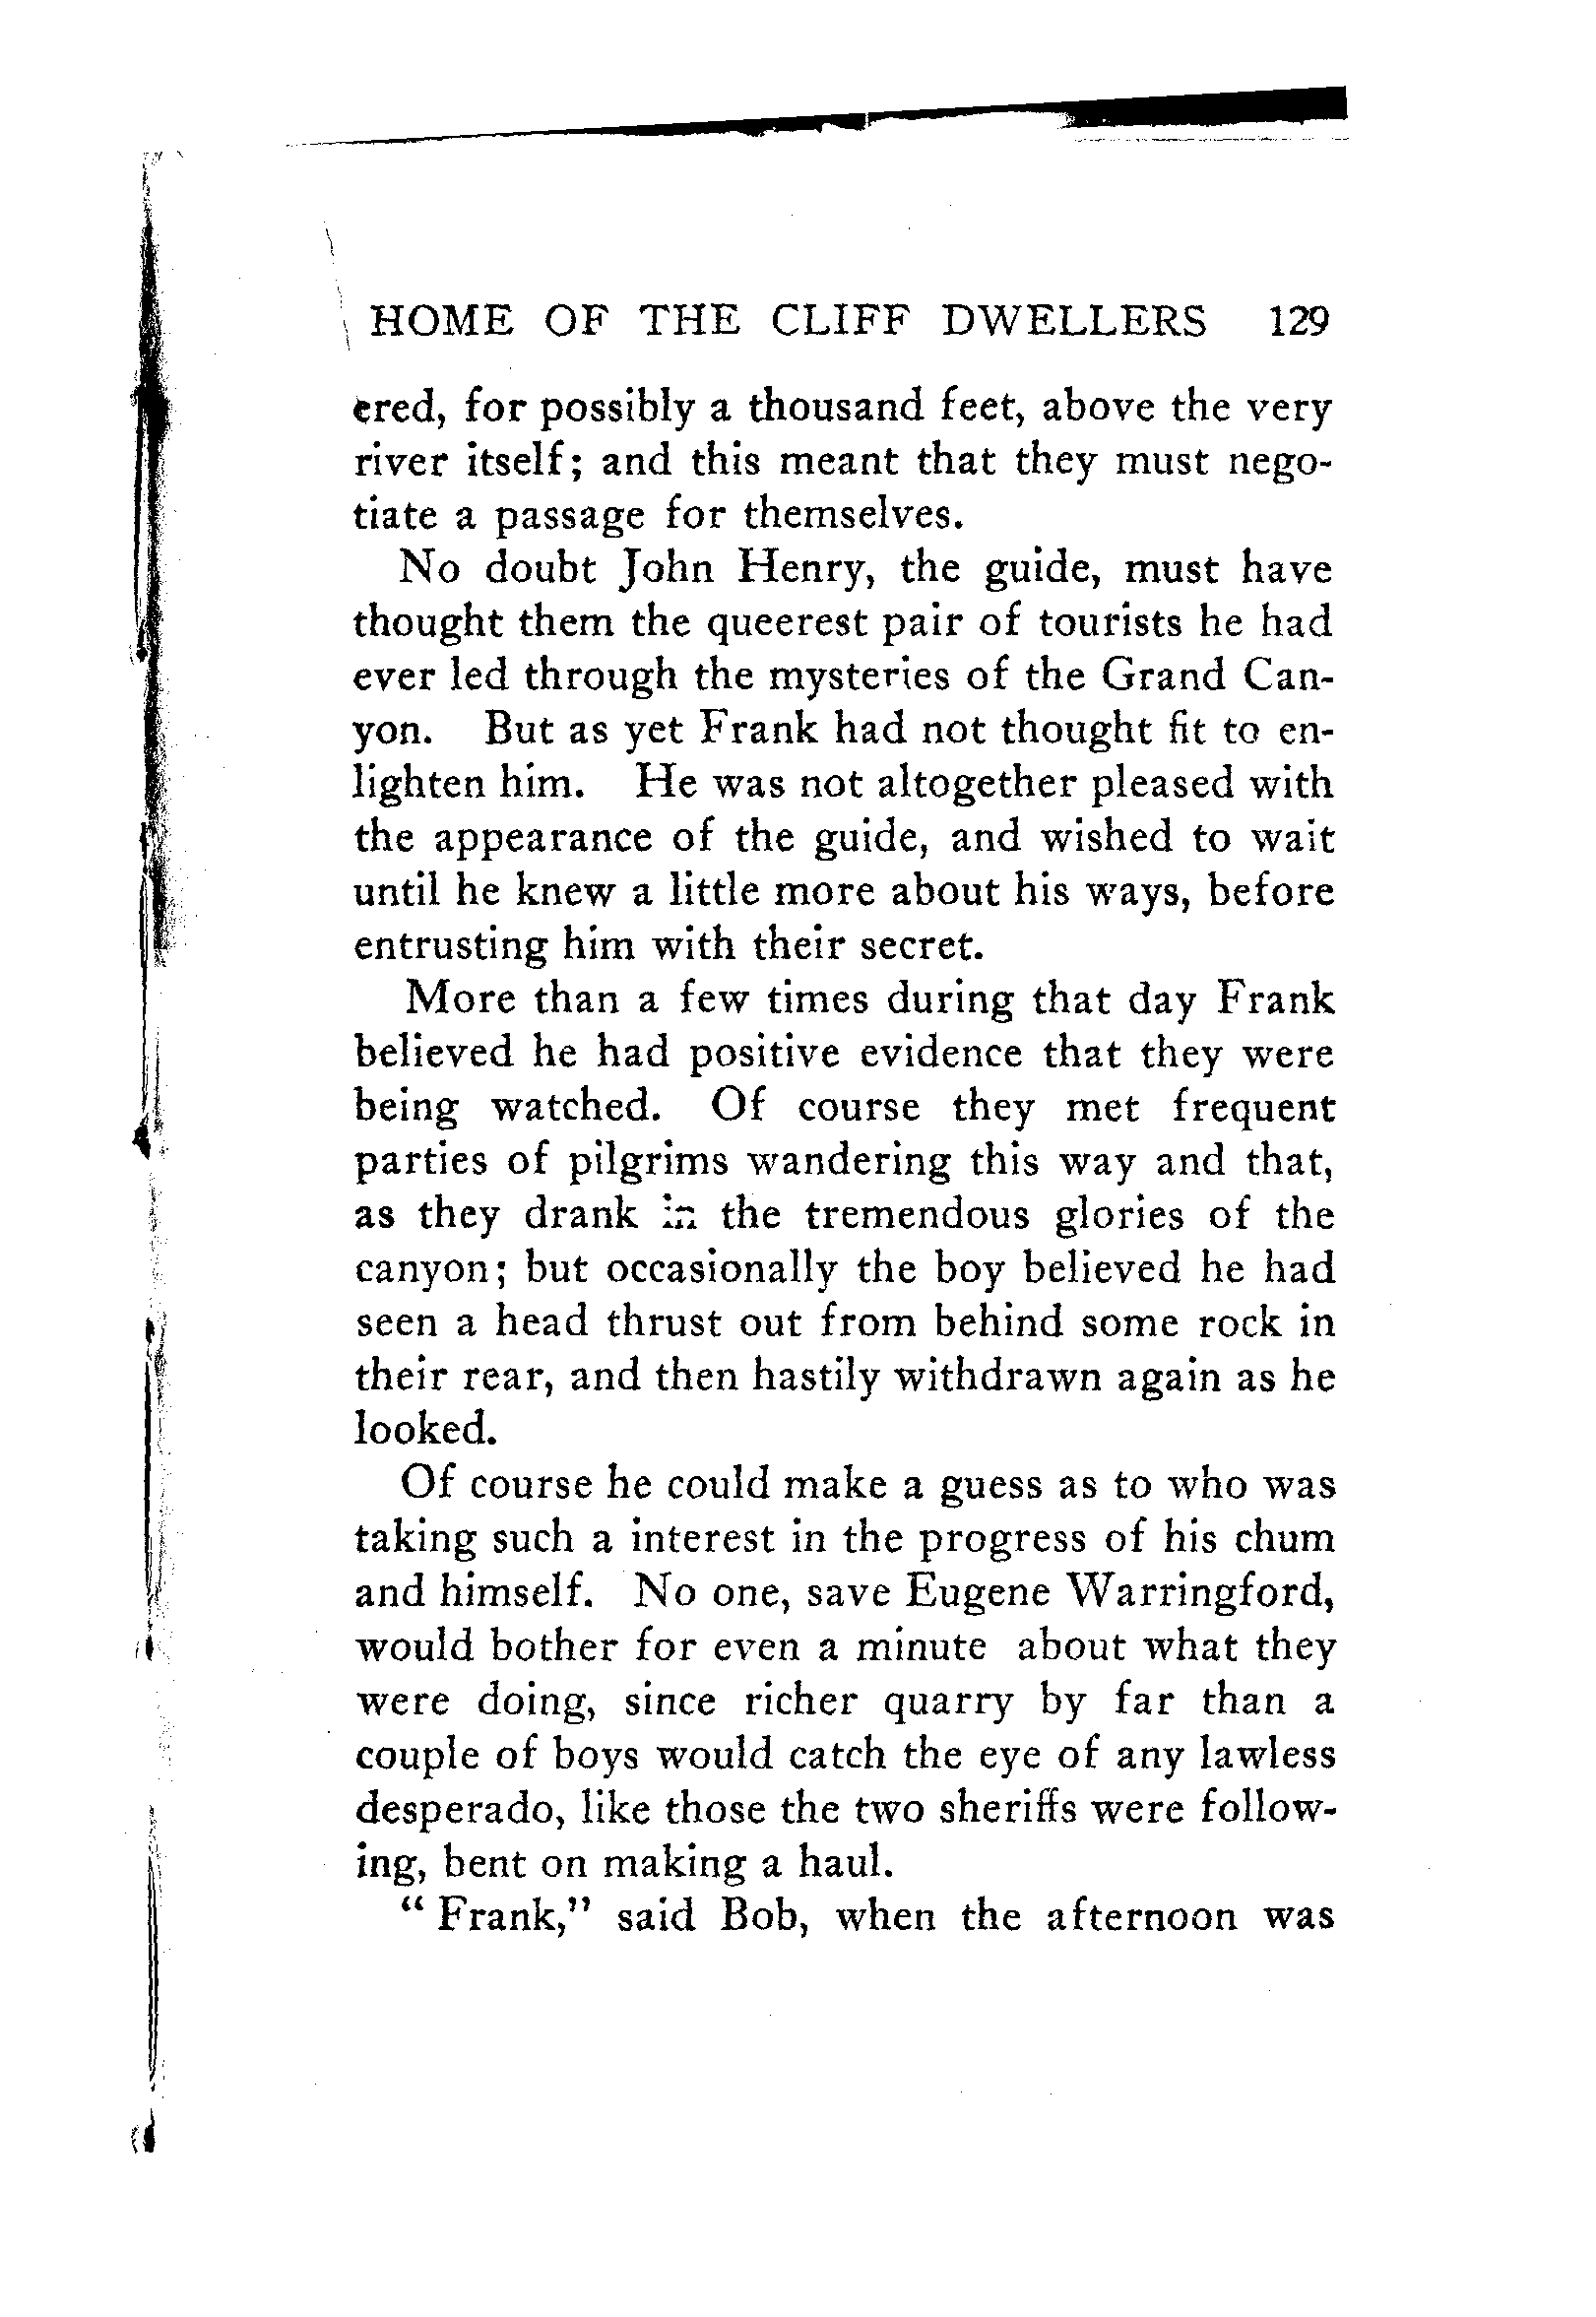 HOME OF THE CLIFF DWELLERS 129
ered, for possibly a thousand feet, above the very
river itself; and this meant that they must nego-
tiate a passage for themselves.
No doubt John Henry, the guide, must have
thought them the queerest pair of tourists he had
ever led through the mysteries of the Grand Can-
yon. But as yet Frank had not thought fit to en-
lighten him. He was not altogether pleased with
the appearance of the guide, and wished to wait
until he knew a little more about his ways, before
entrusting him with their secret.
More than a few times during that day Frank
believed he had positive evidence that they were
being watched. Of course they met frequent
parties of pilgrims wandering this way and that,
as they drank in the tremendous glories of the
canyon; but occasionally the boy believed he had
seen a head thrust out from behind some rock in
their rear, and then hastily withdrawn again as he
looked.
Of course he could make a guess as to who was
taking such a interest in the progress of his chum
and himself. No one, save Eugene Warringford,
would bother for even a minute about what they
were doing, since richer quarry by far than a
couple of boys would catch the eye of any lawless
desperado, like those the two sheriffs were follow-
ing, bent on making a haul.
“Frank,” said Bob, when the afternoon was